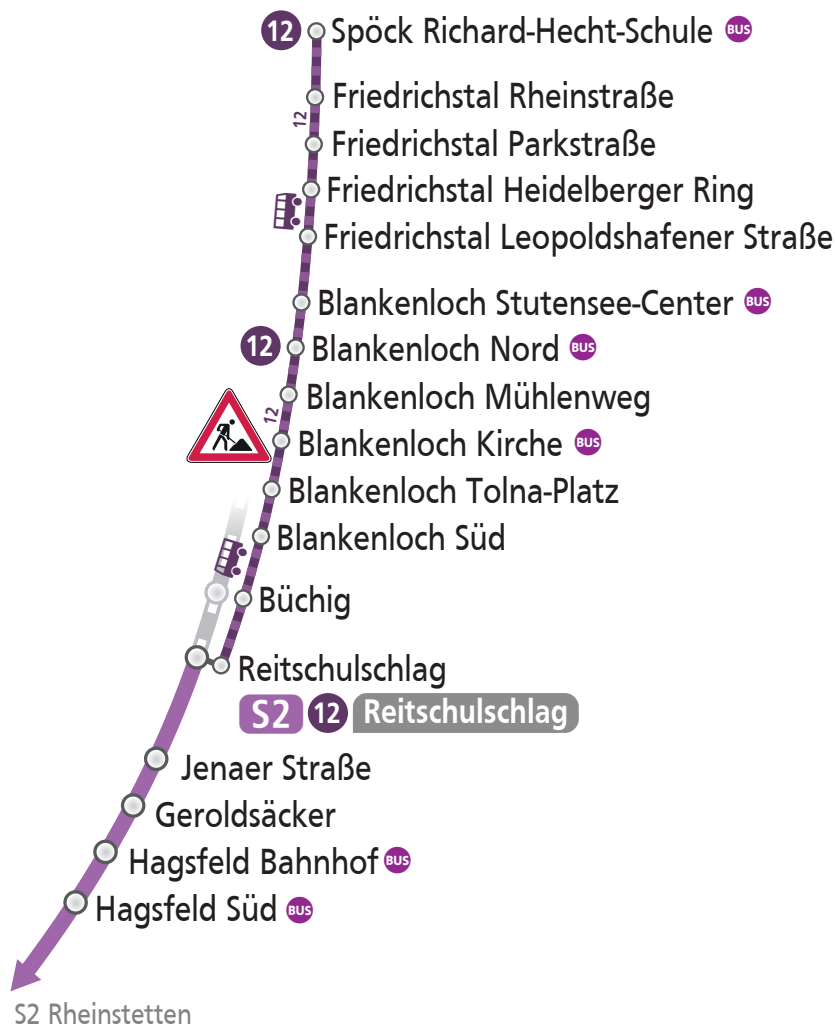 12 Spöck Richard-Hecht-Schule BUS
Friedrichstal Rheinstraße
12
Friedrichstal Parkstraße
Friedrichstal Heidelberger Ring
Friedrichstal Leopoldshafener Straße
Blankenloch Stutensee-Center BUS
12 Blankenloch Nord BUS
Blankenloch Mühlenweg
12
Blankenloch Kirche BUS
Blankenloch Tolna-Platz
Blankenloch Süd
Büchig
Reitschulschlag
S2 12 Reitschulschlag
Jenaer Straße
Geroldsäcker
Hagsfeld Bahnhof BUS
Hagsfeld Süd BUS
S2 Rheinstetten